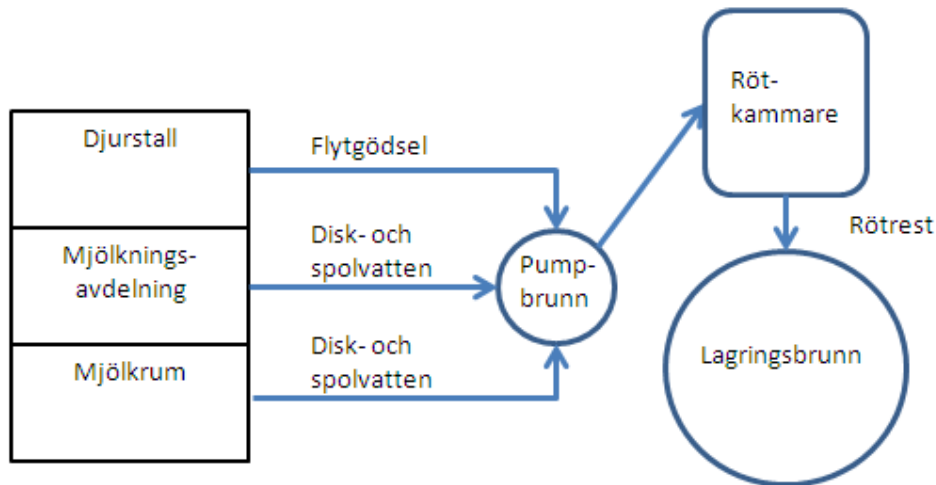 Djurstall
Mjölknings-
avdelning
Mjölkrum
Flytgödsel
Disk- och
spolvatten
Disk- och
spolvatten
Pump-
brunn
Röt-
kammare
Rötrest
Lagringsbrunn